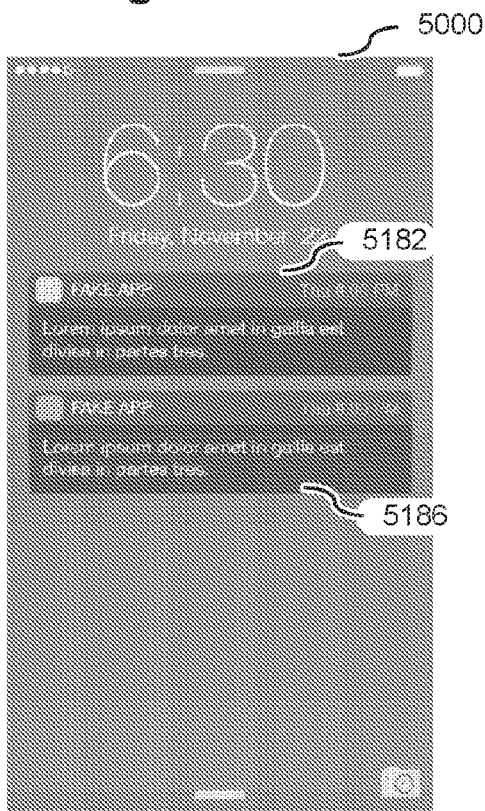 5000
6:30
Friday, November
5182
FAKE APP
Lorem ipsum dolor amet in gallia est
divisa in partes tres.
FAKE APP
Lorem ipsum dolor amet in gallia est
divisa in partes tres.
5186